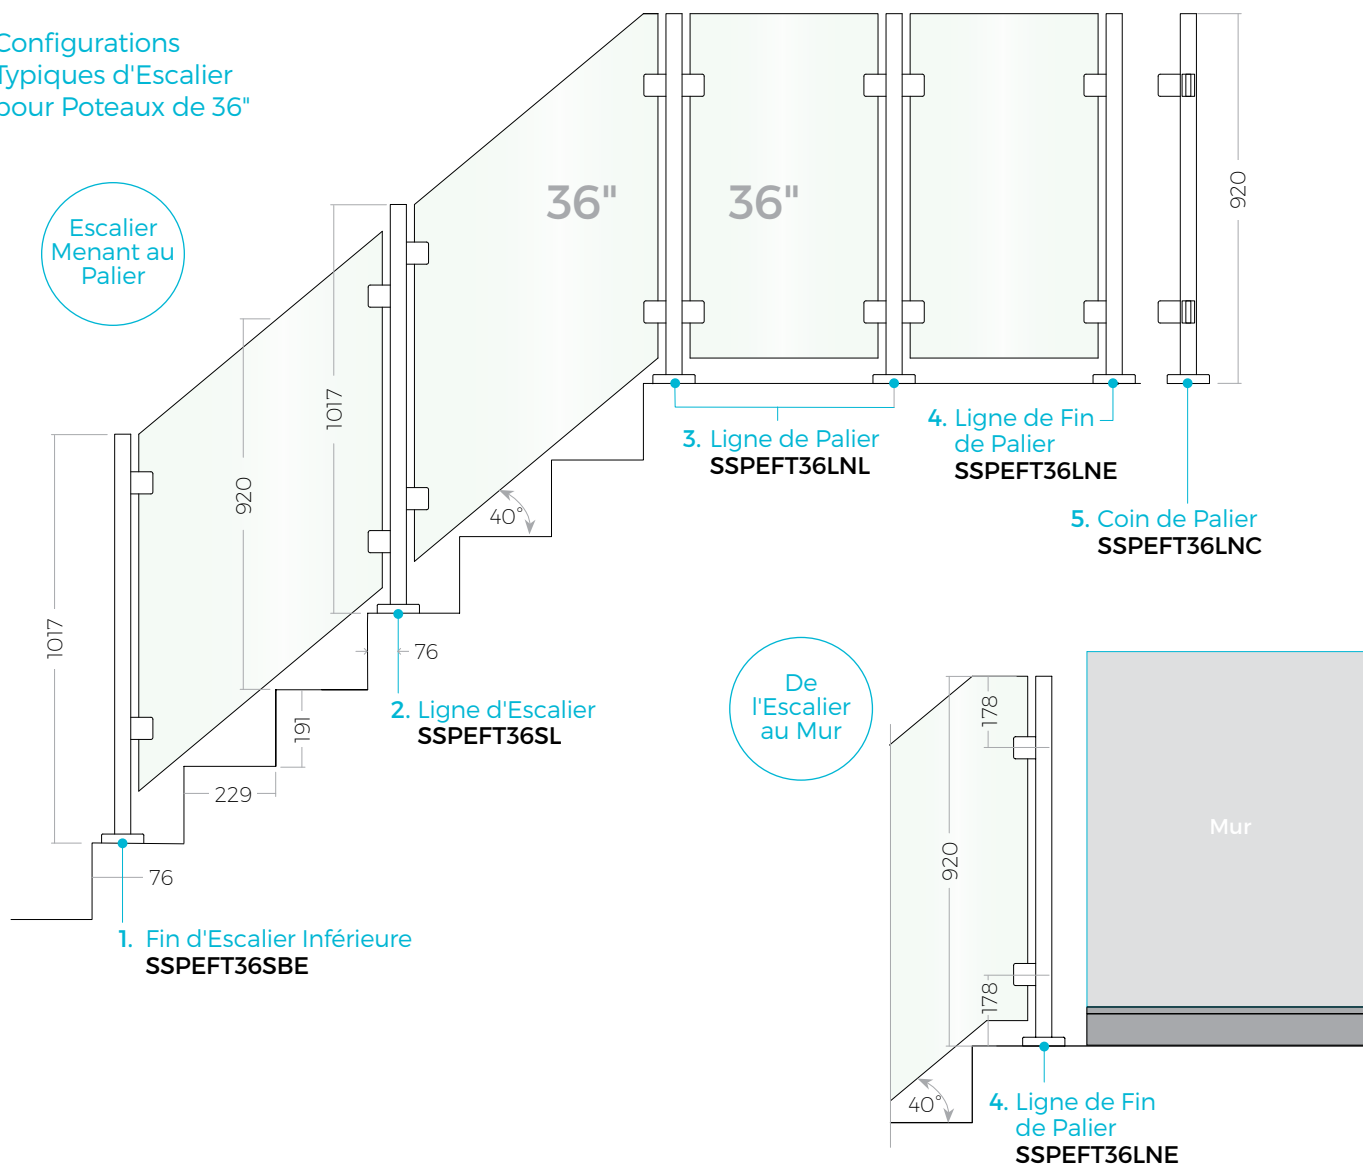 Configurations
Typiques d'Escalier
pour Poteaux de 36"
Escalier
Menant au
Palier
36"
36"
920
1017
920
1017
40°
76
191
229
76
3. Ligne de Palier
SSPEFT36LNL
4. Ligne de Fin
de Palier
SSPEFT36LNE
5. Coin de Palier
SSPEFT36LNC
2. Ligne d'Escalier
SSPEFT36SL
1. Fin d'Escalier Inférieure
SSPEFT36SBE
De
l'Escalier
au Mur
178
920
178
40°
Mur
4. Ligne de Fin
de Palier
SSPEFT36LNE